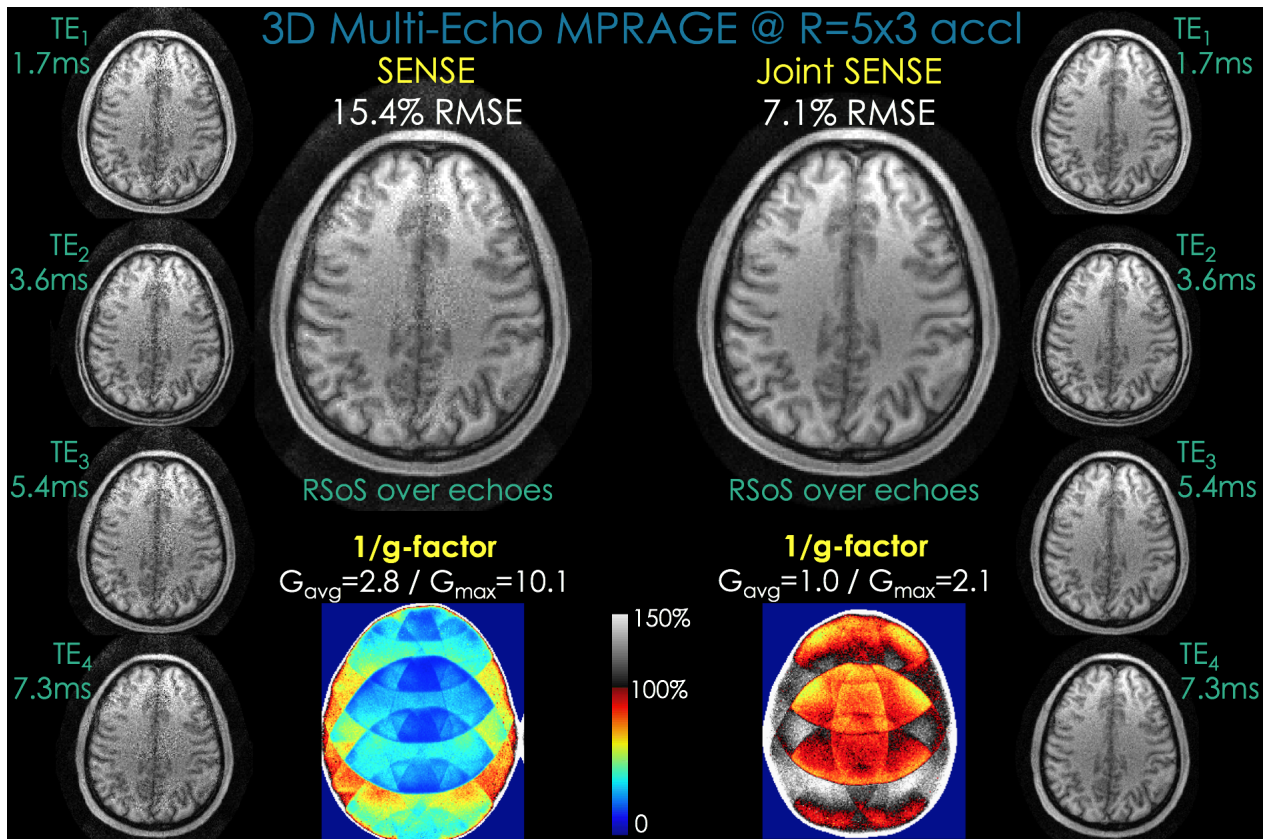 3D Multi-Echo MPRAGE @ R=5x3 accl
TE₁
1.7ms
TE₂
3.6ms
TE₃
5.4ms
TE₄
7.3ms
SENSE
15.4% RMSE
RSoS over echoes
1/g-factor
Gavg=2.8 / Gmax=10.1
150%
100%
0
Joint SENSE
7.1% RMSE
RSoS over echoes
1/g-factor
Gavg=1.0 / Gmax=2.1
TE₁
1.7ms
TE₂
3.6ms
TE₃
5.4ms
TE₄
7.3ms